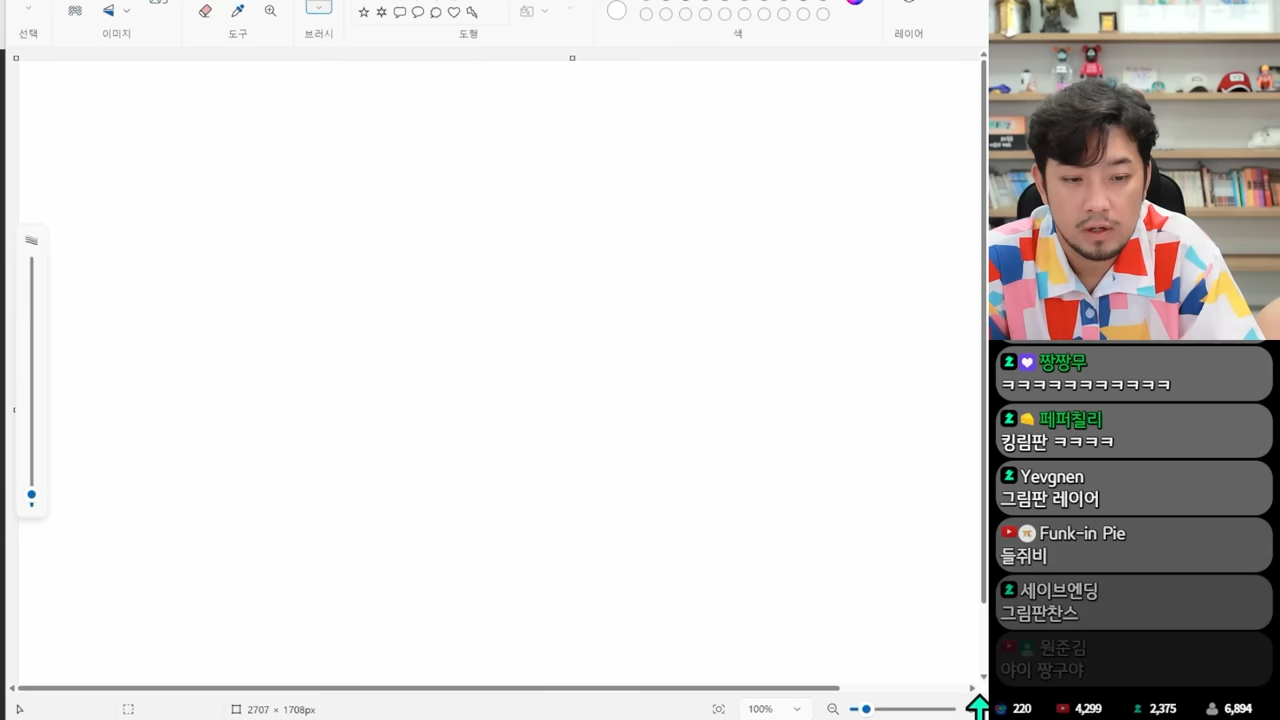 선택
이미지
도구
브러시
도형
색
레이어
짱짱무
ㅋㅋㅋㅋㅋㅋㅋㅋㅋㅋㅋ
페퍼칠리
킹림판 ㅋㅋㅋㅋ
Yevgnen
그림판 레이어
Funk-in Pie
들쥐비
세이브엔딩
그림판찬스
원준김
야이 짱구야
2707 × 1708px
100%
220
4,299
2,375
6,894